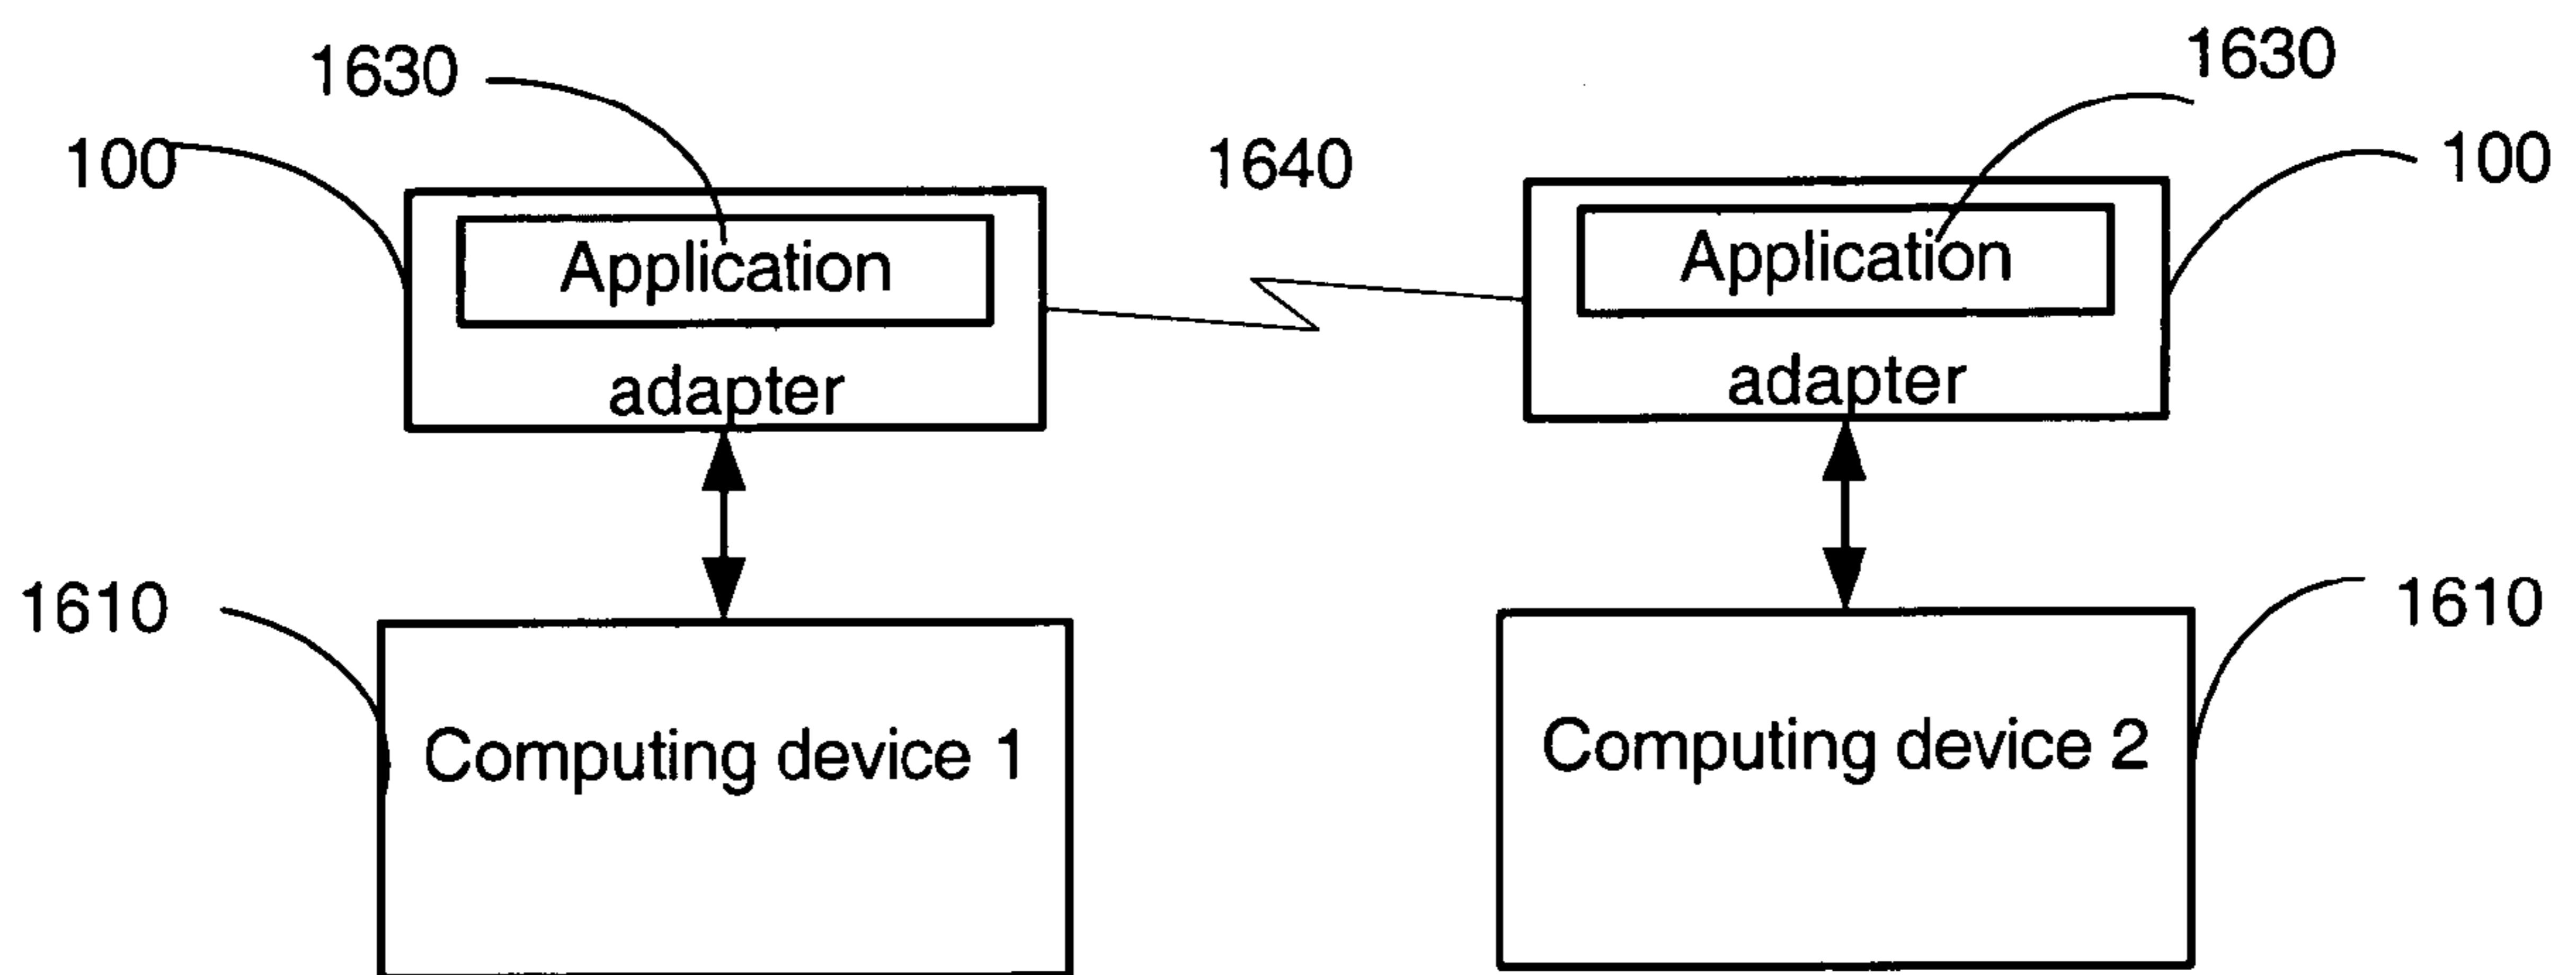 1630
1630
100
1640
100
Application
Application
adapter
adapter
1610
1610
Computing device 1
Computing device 2